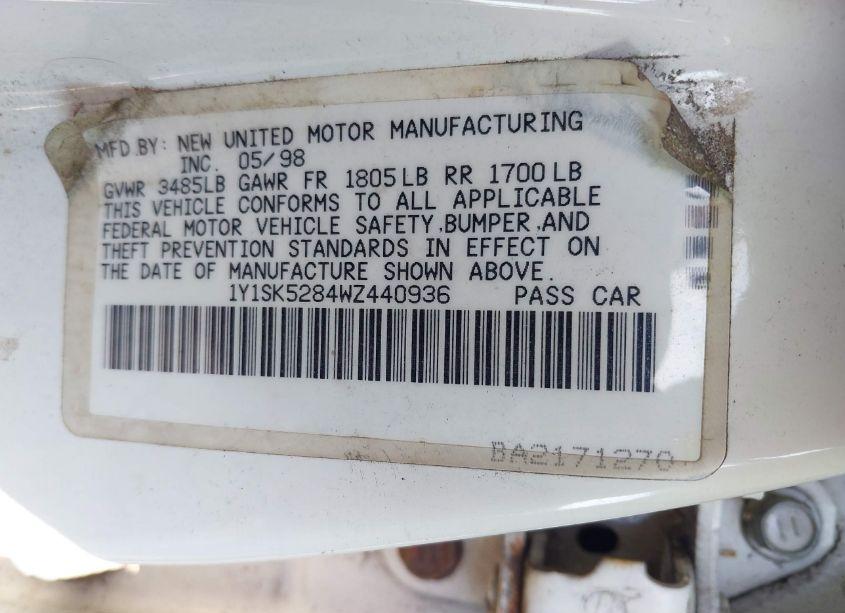 MFD.BY: NEW UNITED MOTOR MANUFACTURING
INC. 05/98
GVWR 3485LB GAWR FR 1805LB RR 1700LB
THIS VEHICLE CONFORMS TO ALL APPLICABLE
FEDERAL MOTOR VEHICLE SAFETY,BUMPER,AND
THEFT PREVENTION STANDARDS IN EFFECT ON
THE DATE OF MANUFACTURE SHOWN ABOVE.
1Y1SK5284WZ440936 PASS CAR
BA2171270